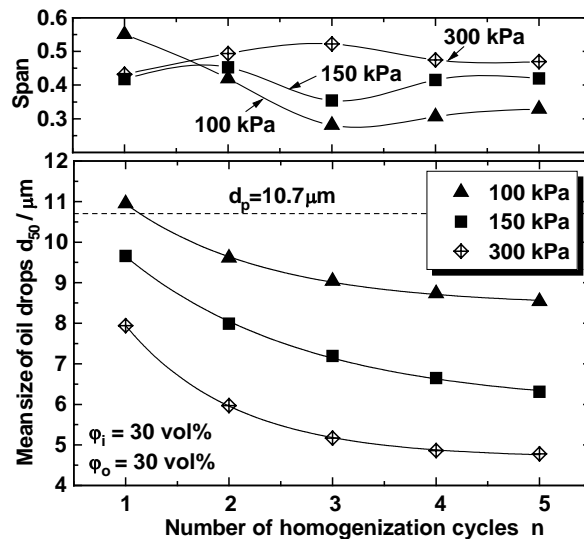 Span
0.6
0.5
0.4
0.3
300 kPa
150 kPa
100 kPa
Mean size of oil drops d50 / μm
12
11
10
9
8
7
6
5
4
dp=10.7μm
100 kPa
150 kPa
300 kPa
φi = 30 vol%
φo = 30 vol%
1 2 3 4 5
Number of homogenization cycles n